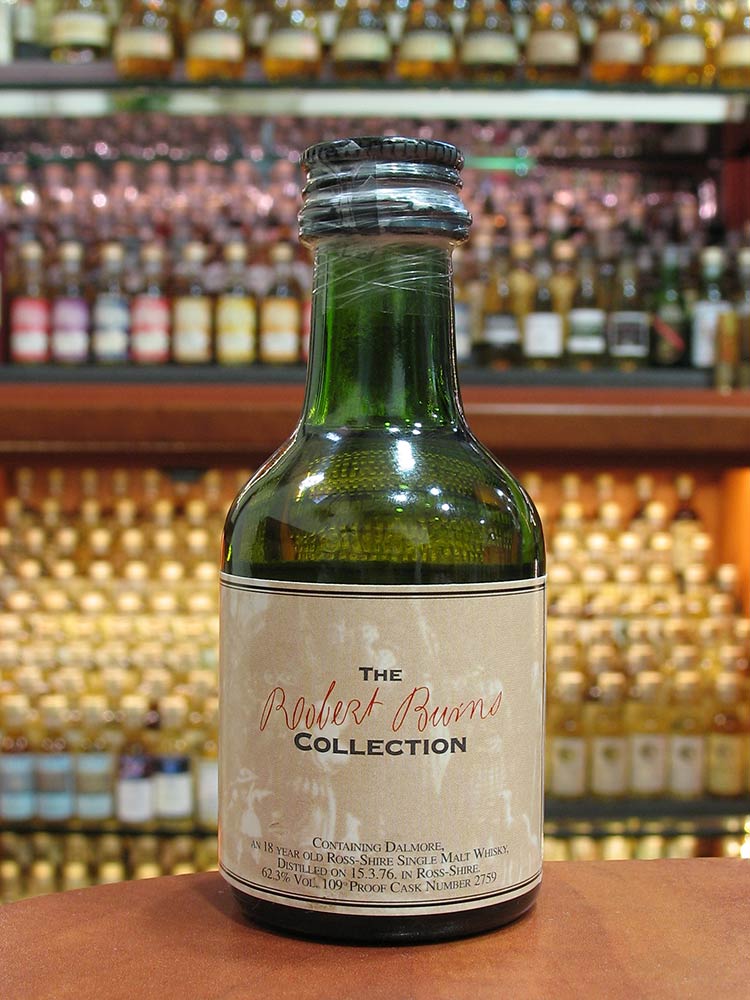 THE
Robert Burns
COLLECTION
CONTAINING DALMORE,
AN 18 YEAR OLD ROSS-SHIRE SINGLE MALT WHISKY,
DISTILLED ON 15.3.76. IN ROSS-SHIRE.
62.3% VOL. 109° PROOF CASK NUMBER 2759